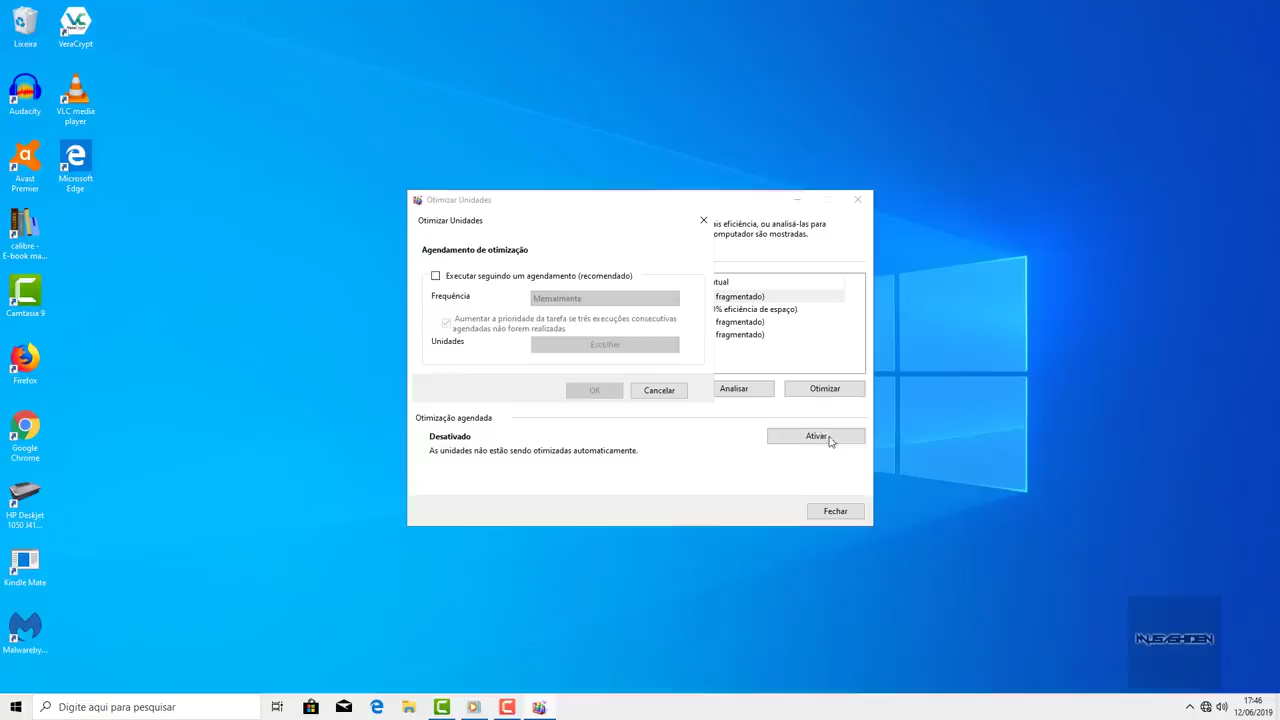 Lixeira
VeraCrypt
Audacity
VLC media
player
Avast
Premier
Microsoft
Edge
calibre -
E-book ma...
Camtasia 9
Firefox
Google
Chrome
HP Deskjet
1050 J41...
Kindle Mate
Malwareby...
Otimizar Unidades
Otimizar Unidades
ais eficiência, ou analisá-las para
omputador são mostradas.
Agendamento de otimização
Executar seguindo um agendamento (recomendado)
Frequência
Mensalmente
Aumentar a prioridade da tarefa se três execuções consecutivas
agendadas não forem realizadas
Unidades
Escolher
OK
Cancelar
tual
fragmentado)
% eficiência de espaço)
fragmentado)
fragmentado)
Analisar
Otimizar
Otimização agendada
Desativado
Ativar
As unidades não estão sendo otimizadas automaticamente.
Fechar
Digite aqui para pesquisar
17:46
12/06/2019